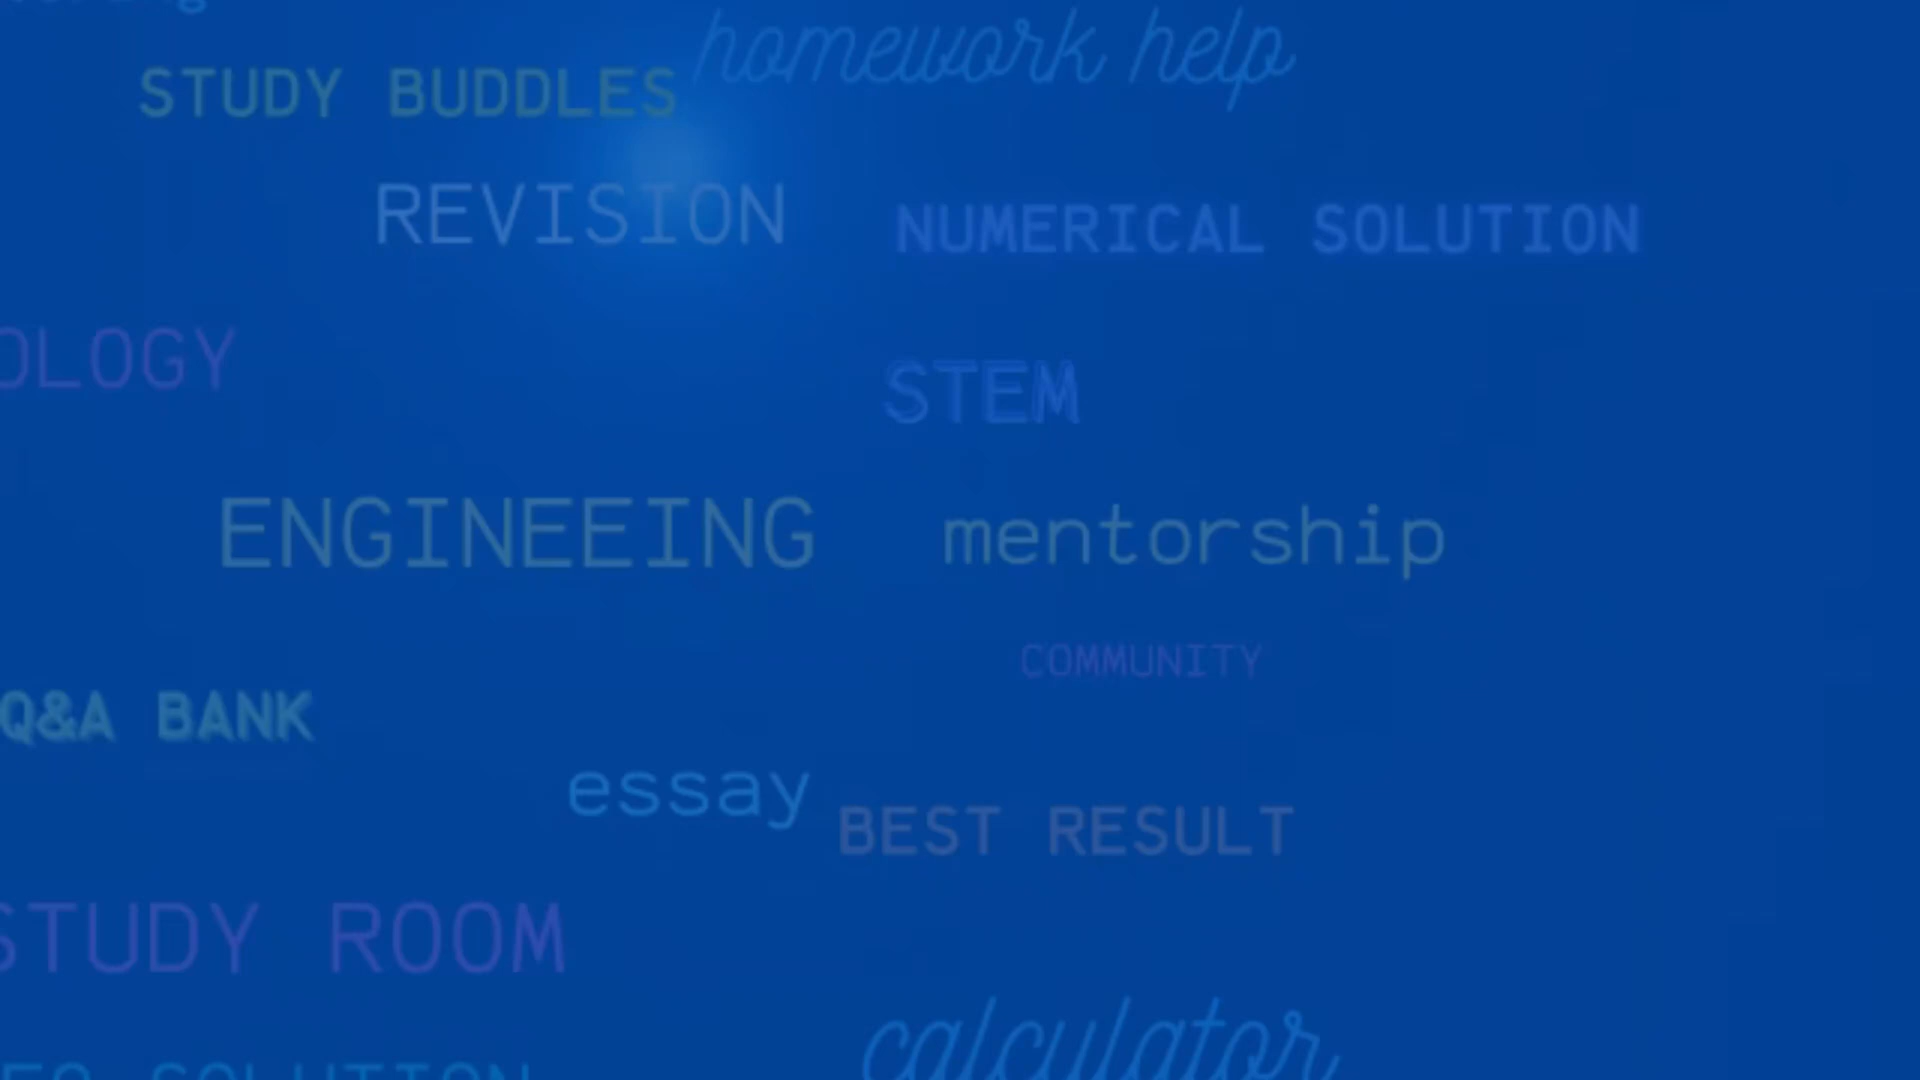 homework help
STUDY BUDDLES
REVISION
NUMERICAL SOLUTION
OLOGY
STEM
ENGINEEING
mentorship
COMMUNITY
Q&A BANK
essay
BEST RESULT
STUDY ROOM
calculator
SOLUTION